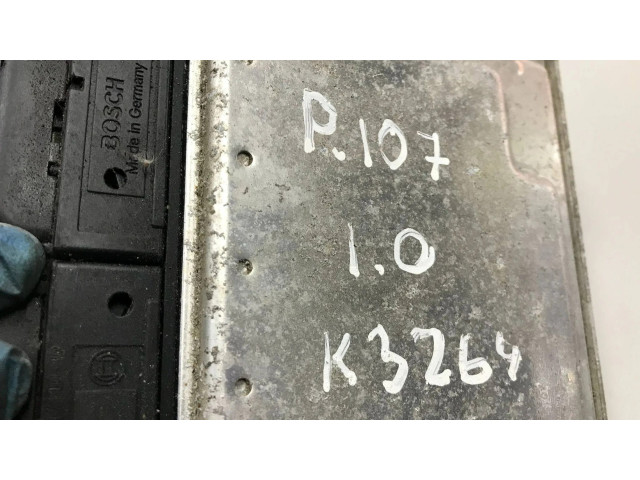 BOSCH
Made in Germany
P.107
1.0
K3264